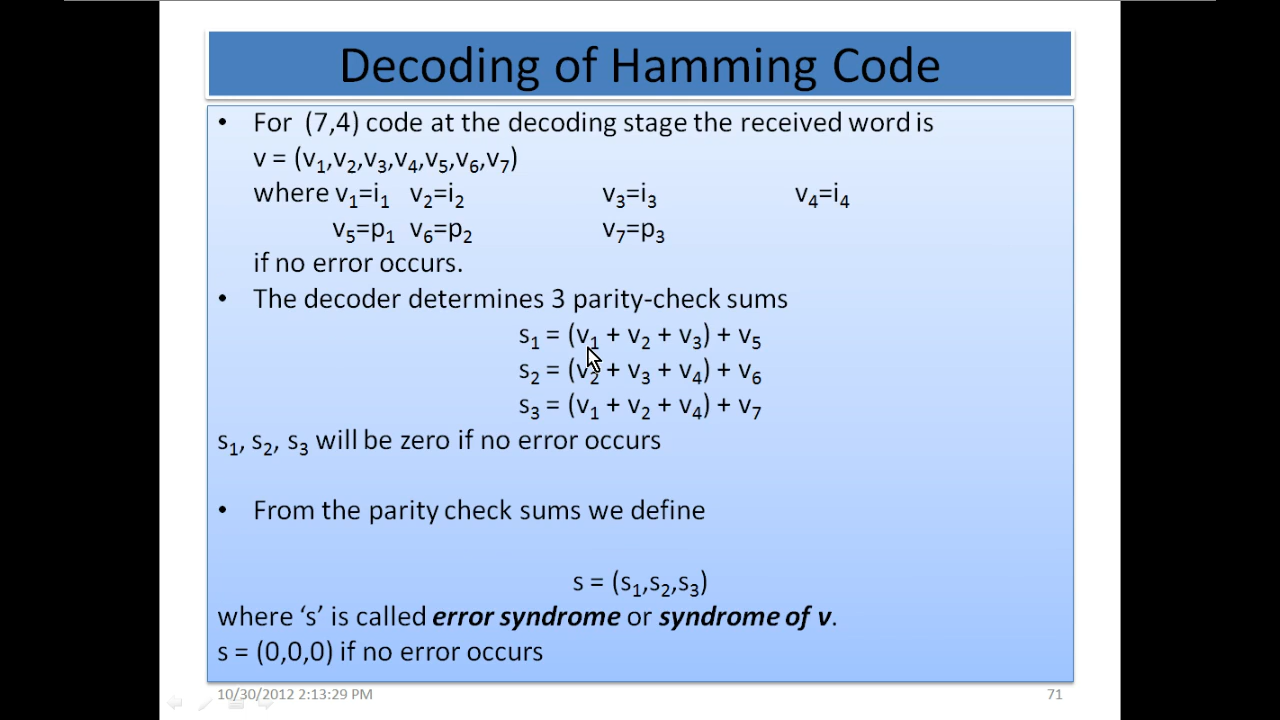 Decoding of Hamming Code
• For (7,4) code at the decoding stage the received word is
v = (v₁,v₂,v₃,v₄,v₅,v₆,v₇)
where v₁=i₁ v₂=i₂ v₃=i₃ v₄=i₄
v₅=p₁ v₆=p₂ v₇=p₃
if no error occurs.
• The decoder determines 3 parity-check sums
s₁ = (v₁ + v₂ + v₃) + v₅
s₂ = (v₂ + v₃ + v₄) + v₆
s₃ = (v₁ + v₂ + v₄) + v₇
s₁, s₂, s₃ will be zero if no error occurs
• From the parity check sums we define
s = (s₁,s₂,s₃)
where ‘s’ is called error syndrome or syndrome of v.
s = (0,0,0) if no error occurs
10/30/2012 2:13:29 PM 71